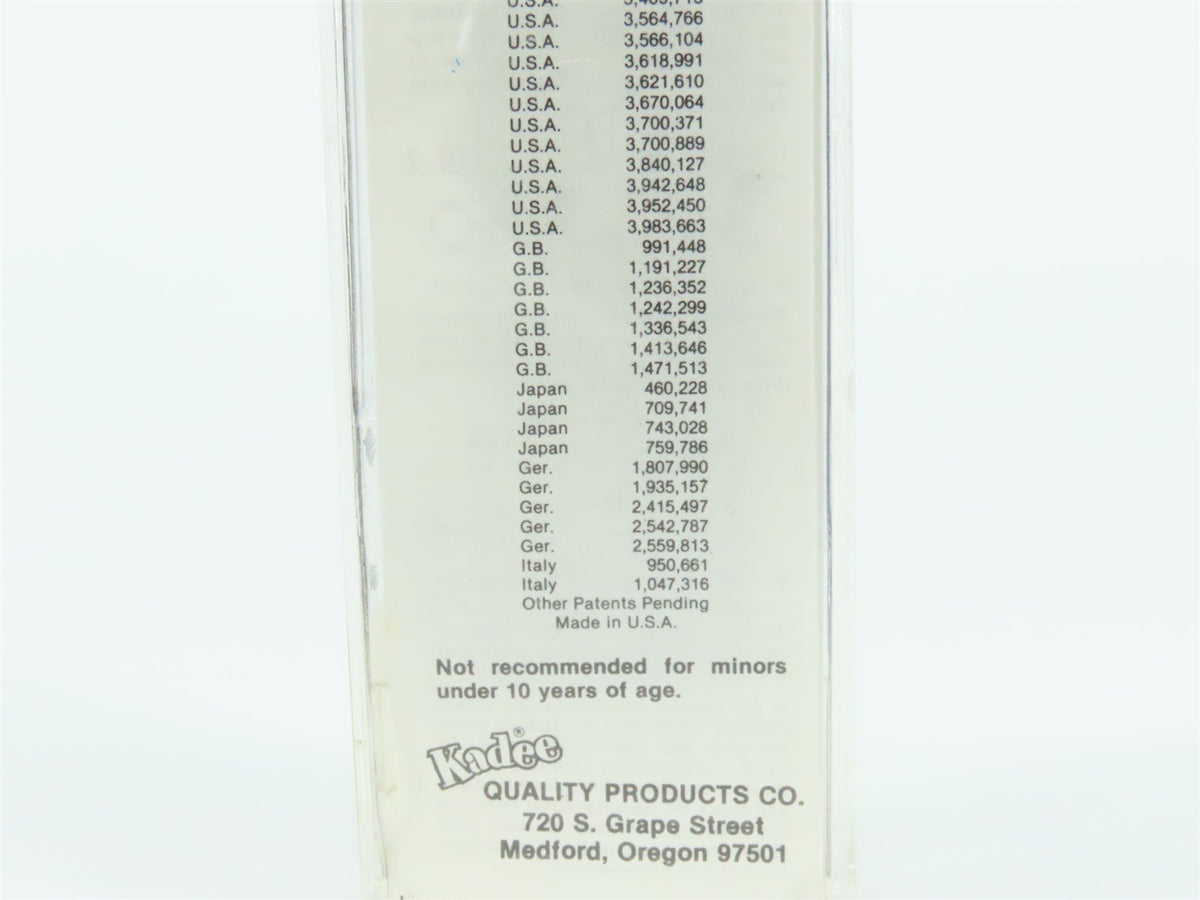 U.S.A.
U.S.A. 3,564,766
U.S.A. 3,566,104
U.S.A. 3,618,991
U.S.A. 3,621,610
U.S.A. 3,670,064
U.S.A. 3,700,371
U.S.A. 3,700,889
U.S.A. 3,840,127
U.S.A. 3,942,648
U.S.A. 3,952,450
U.S.A. 3,983,663
G.B. 991,448
G.B. 1,191,227
G.B. 1,236,352
G.B. 1,242,299
G.B. 1,336,543
G.B. 1,413,646
G.B. 1,471,513
Japan 460,228
Japan 709,741
Japan 743,028
Japan 759,786
Ger. 1,807,990
Ger. 1,935,157
Ger. 2,415,497
Ger. 2,542,787
Ger. 2,559,813
Italy 950,661
Italy 1,047,316
Other Patents Pending
Made in U.S.A.
Not recommended for minors
under 10 years of age.
Kadee®
QUALITY PRODUCTS CO.
720 S. Grape Street
Medford, Oregon 97501